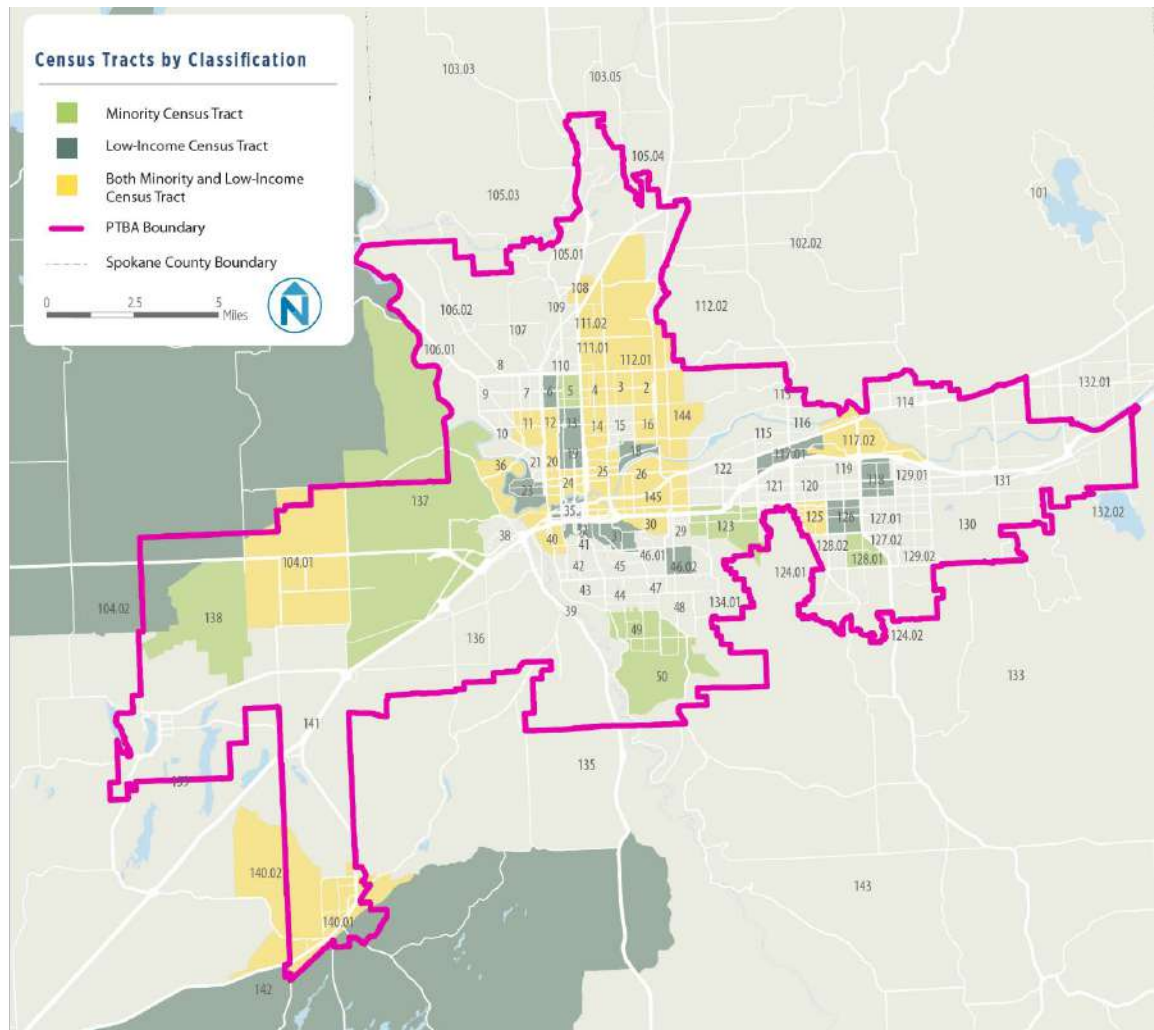 Census Tracts by Classification
Minority Census Tract
Low-Income Census Tract
Both Minority and Low-Income
Census Tract
PTBA Boundary
Spokane County Boundary
0 2.5 5
Miles
N
103.03 103.05
105.04
105.03
101
102.02
105.01
108
106.02 109 112.02
111.02
107
111.01
106.01 112.01
8 110
132.01
9 7 6 5 4 3 2
113 114
144
11 12 13 14 15 16
116
10 115
117.02
18 117.01
19
36 21 20 122 119
25 26 118 129.01
24 121 120 131
23
137 145
132.02
35
125 126 127.01 130
30 29 123
38 40 41 31
127.02
128.02
46.01
104.01 128.01 129.02
42 45 46.02
124.01
43 44 47
104.02 39 48 134.01
138
49
136 124.02
50 133
141
135
139
140.02
143
140.01
142